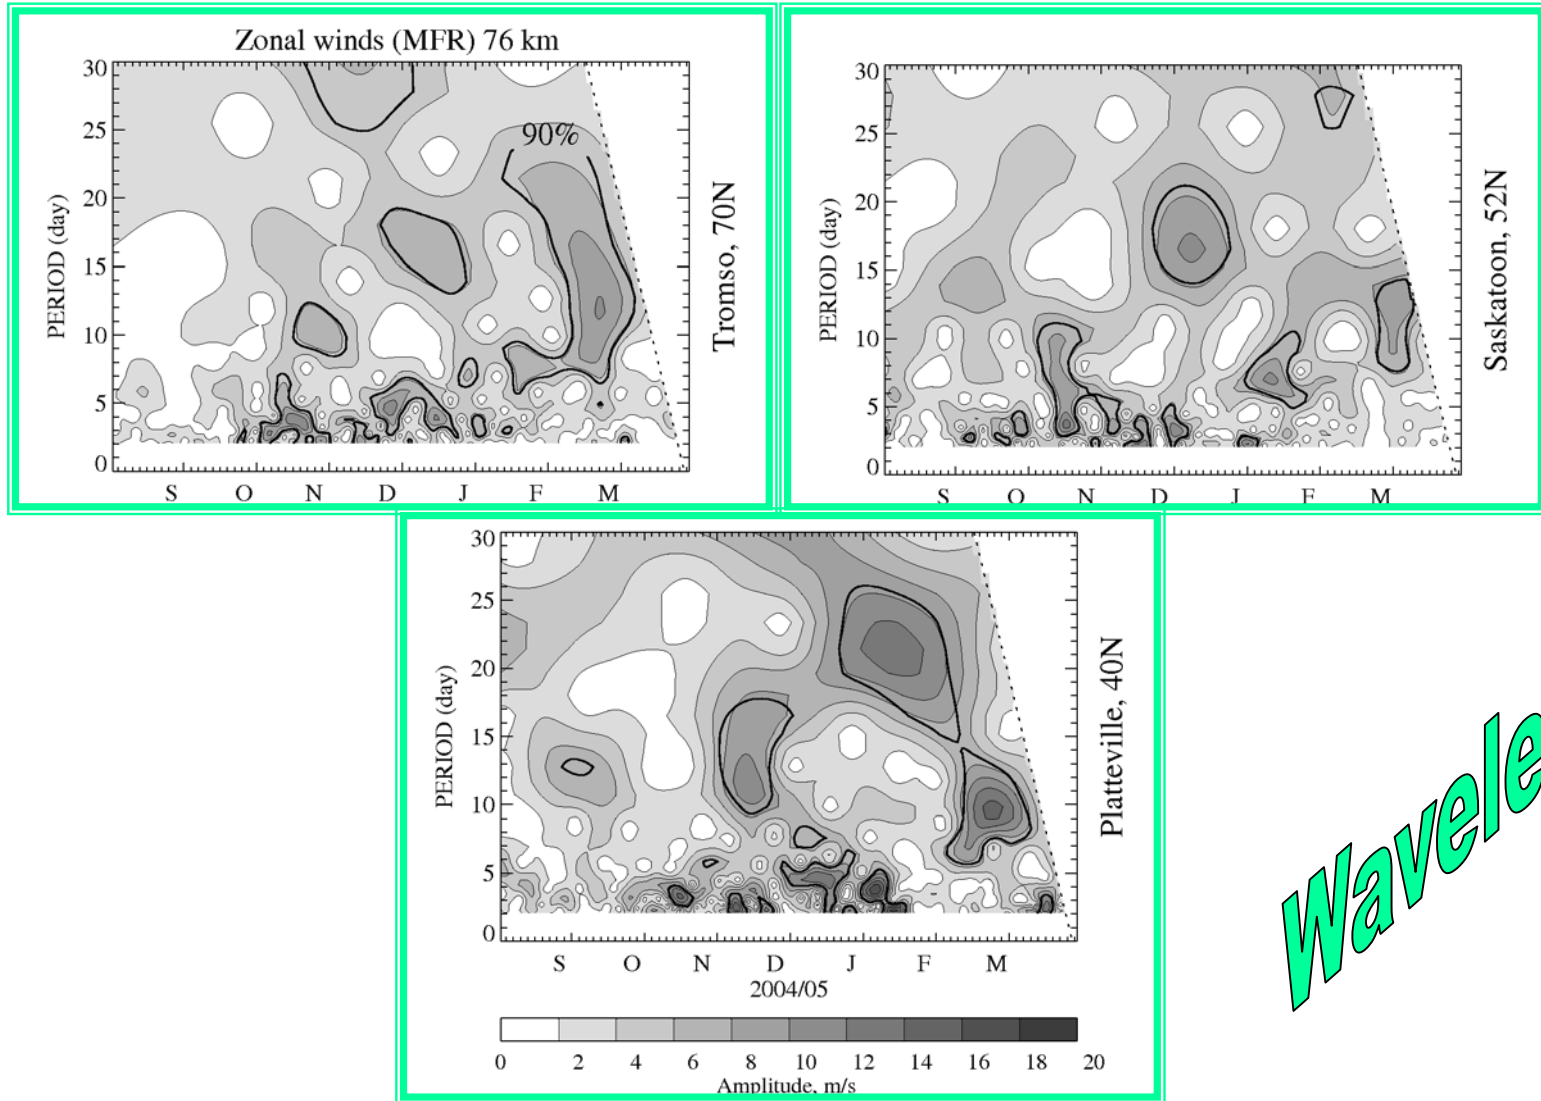 Zonal winds (MFR) 76 km
30
25
20
15
10
5
0
PERIOD (day)
90%
S O N D J F M
Tromso, 70N
30
25
20
15
10
5
0
PERIOD (day)
S O N D J F M
Saskatoon, 52N
30
25
20
15
10
5
0
PERIOD (day)
S O N D J F M
2004/05
Platteville, 40N
0 2 4 6 8 10 12 14 16 18 20
Amplitude, m/s
Wavele